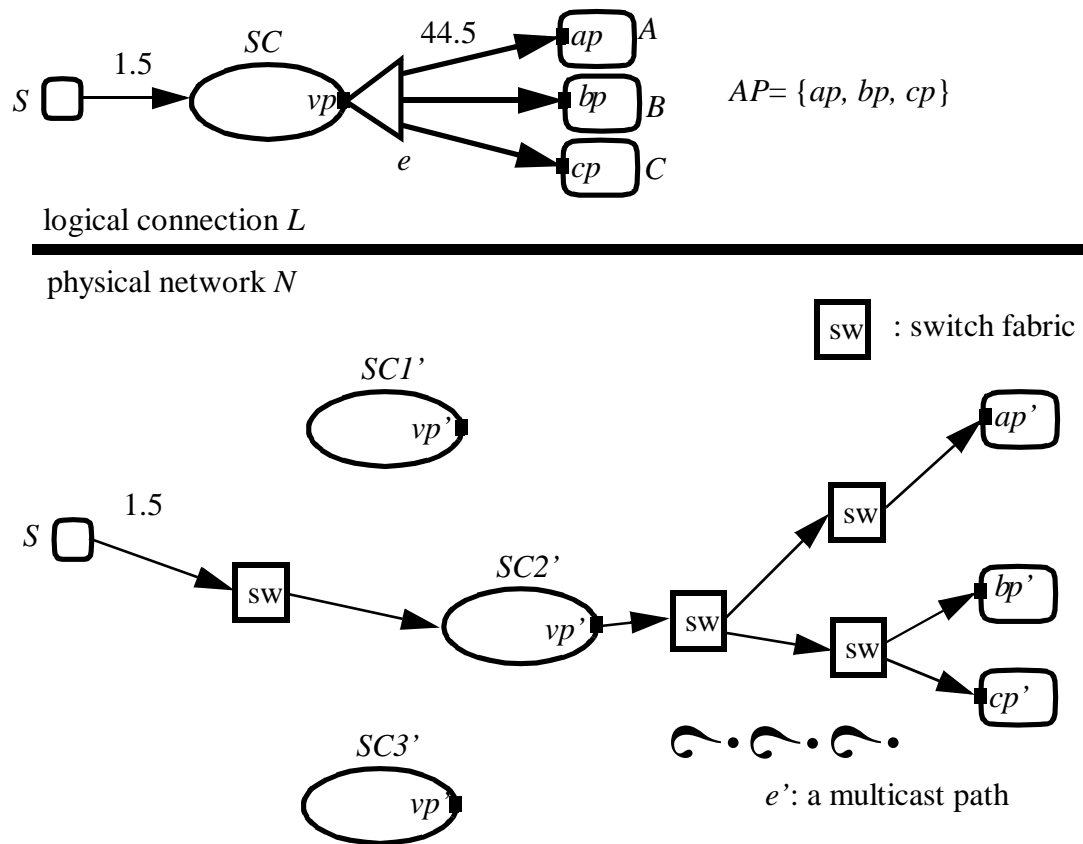 SC
44.5
A
ap
1.5
S
vp
bp
AP= {ap, bp, cp}
B
e
cp
C
logical connection L
physical network N
sw : switch fabric
SC1’
vp’
ap’
1.5
sw
S
SC2’
sw
vp’
sw
bp’
sw
cp’
SC3’
vp’
e’: a multicast path